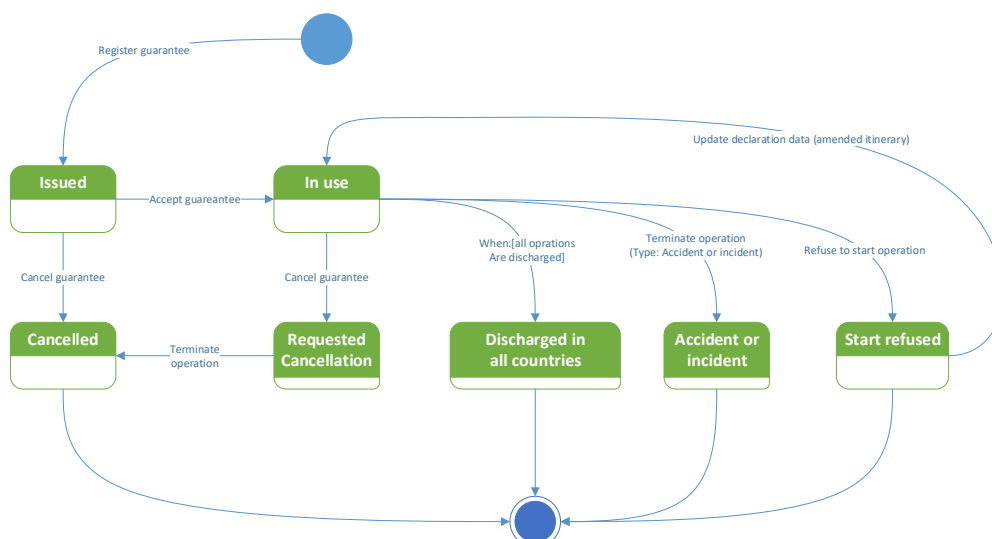 Register guarantee
Update declaration data (amended itinerary)
Issued
In use
Accept guareantee
When:[all oprations
Are discharged]
Terminate operation
(Type: Accident or incident)
Refuse to start operation
Cancel guarantee
Cancel guarantee
Cancelled
Terminate
operation
Requested
Cancellation
Discharged in
all countries
Accident or
incident
Start refused